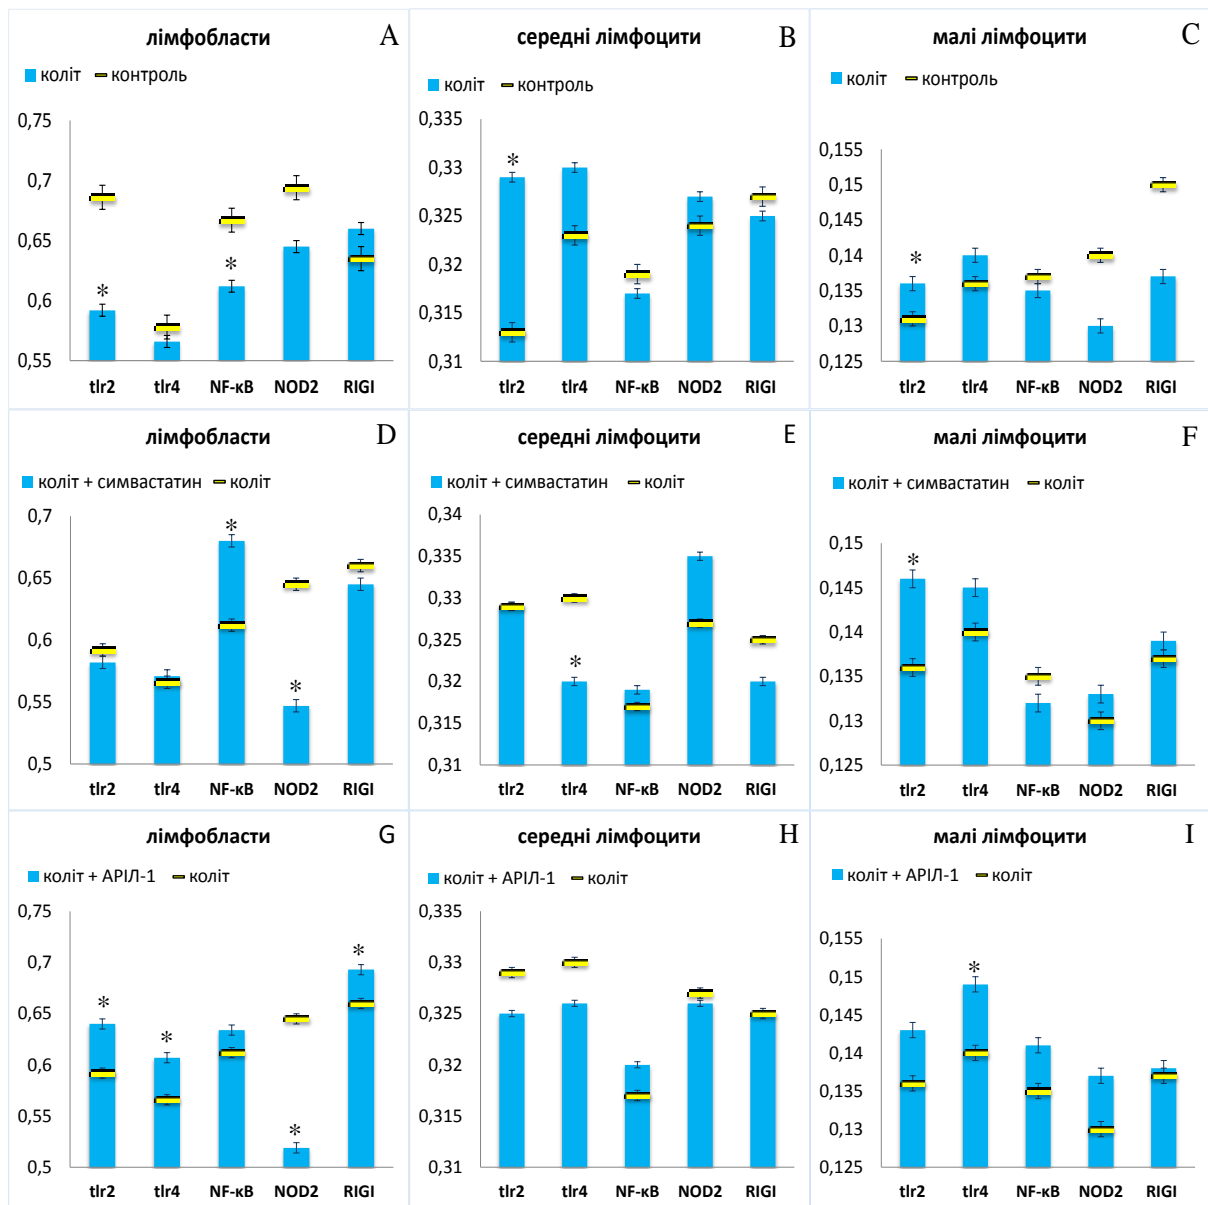 лімфобласти A
коліт контроль
0,75
0,7
0,65
0,6
0,55
* *
tlr2 tlr4 NF-κB NOD2 RIGI
середні лімфоцити B
коліт контроль
0,335
0,33
0,325
0,32
0,315
0,31
*
tlr2 tlr4 NF-κB NOD2 RIGI
малі лімфоцити C
коліт контроль
0,155
0,15
0,145
0,14
0,135
0,13
0,125
*
tlr2 tlr4 NF-κB NOD2 RIGI
лімфобласти D
коліт + симвастатин коліт
0,7
0,65
0,6
0,55
0,5
* *
tlr2 tlr4 NF-κB NOD2 RIGI
середні лімфоцити E
коліт + симвастатин коліт
0,34
0,335
0,33
0,325
0,32
0,315
0,31
*
tlr2 tlr4 NF-κB NOD2 RIGI
малі лімфоцити F
коліт + симвастатин коліт
0,15
0,145
0,14
0,135
0,13
0,125
*
tlr2 tlr4 NF-κB NOD2 RIGI
лімфобласти G
коліт + АРІЛ-1 коліт
0,75
0,7
0,65
0,6
0,55
0,5
* * * *
tlr2 tlr4 NF-κB NOD2 RIGI
середні лімфоцити H
коліт + АРІЛ-1 коліт
0,335
0,33
0,325
0,32
0,315
0,31
tlr2 tlr4 NF-κB NOD2 RIGI
малі лімфоцити I
коліт + АРІЛ-1 коліт
0,155
0,15
0,145
0,14
0,135
0,13
0,125
*
tlr2 tlr4 NF-κB NOD2 RIGI